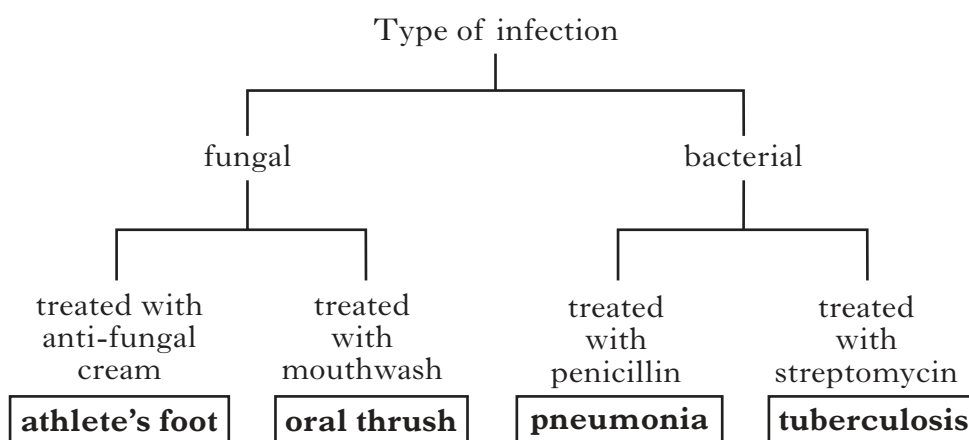 Type of infection
fungal
bacterial
treated with
anti-fungal
cream
athlete's foot
treated
with
mouthwash
oral thrush
treated
with
penicillin
pneumonia
treated
with
streptomycin
tuberculosis